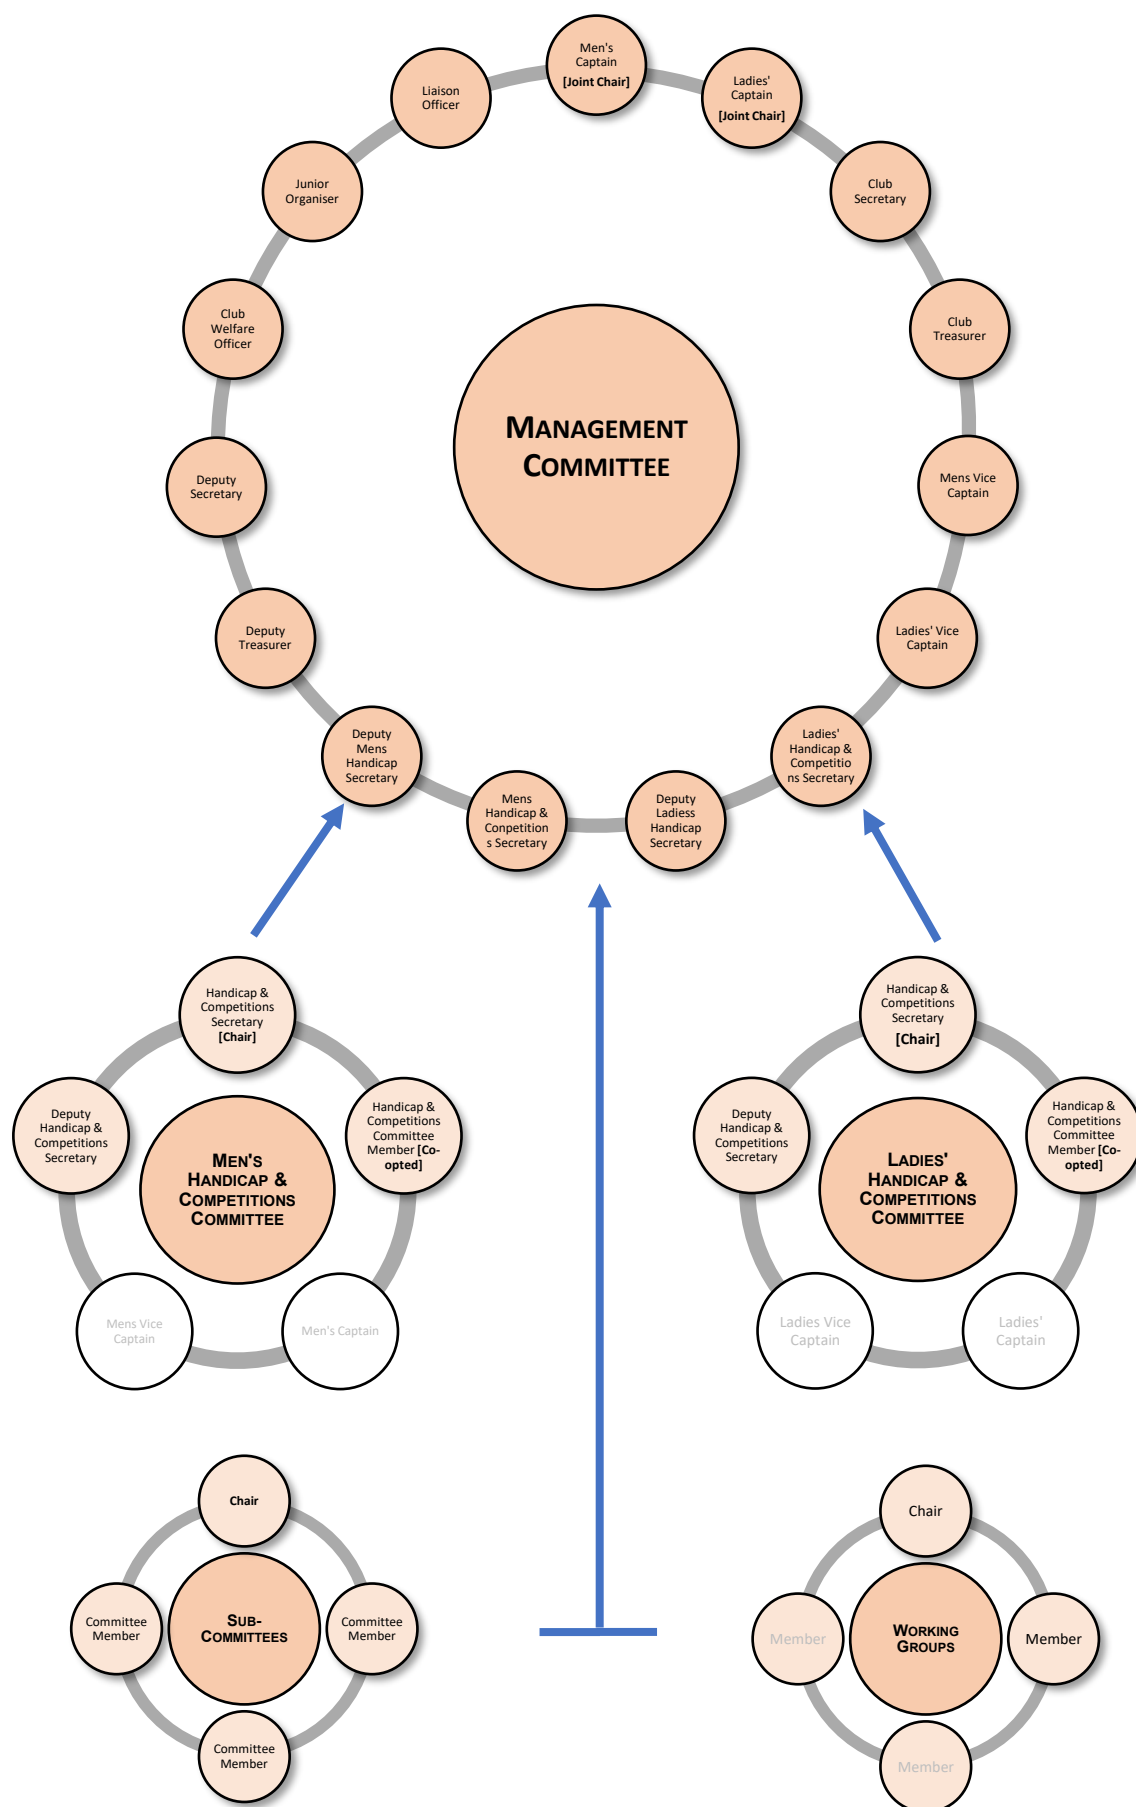 Men's
Captain
[Joint Chair]
Ladies'
Captain
[Joint Chair]
Club
Secretary
Club
Treasurer
Mens Vice
Captain
Ladies' Vice
Captain
Ladies'
Handicap &
Competitio
ns Secretary
Deputy
Ladiess
Handicap
Secretary
Mens
Handicap &
Conpetition
s Secretary
Deputy
Mens
Handicap
Secretary
Deputy
Treasurer
Deputy
Secretary
Club
Welfare
Officer
Junior
Organiser
Liaison
Officer
MANAGEMENT
COMMITTEE
Handicap &
Competitions
Secretary
[Chair]
Handicap &
Competitions
Committee
Member [Co-
opted]
Men's Captain
Mens Vice
Captain
Deputy
Handicap &
Competitions
Secretary
MEN'S
HANDICAP &
COMPETITIONS
COMMITTEE
Handicap &
Competitions
Secretary
[Chair]
Handicap &
Competitions
Committee
Member [Co-
opted]
Ladies'
Captain
Ladies Vice
Captain
Deputy
Handicap &
Competitions
Secretary
LADIES'
HANDICAP &
COMPETITIONS
COMMITTEE
Chair
Committee
Member
Committee
Member
Committee
Member
SUB-
COMMITTEES
Chair
Member
Member
Member
WORKING
GROUPS